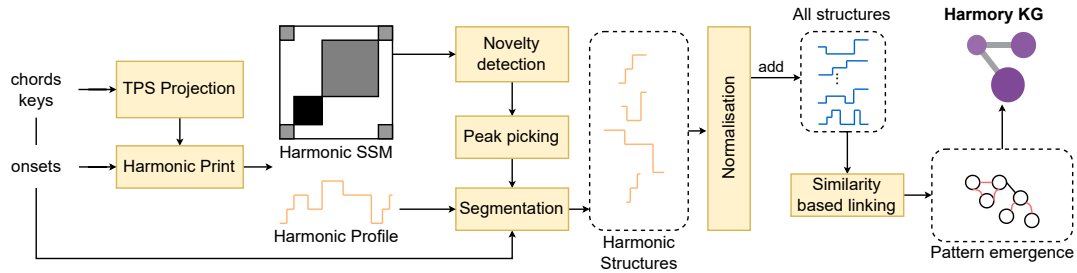 chords
keys
onsets
TPS Projection
Harmonic Print
Harmonic SSM
Harmonic Profile
Novelty
detection
Peak picking
Segmentation
Harmonic
Structures
Normalisation
add
All structures
Similarity
based linking
Harmory KG
Pattern emergence